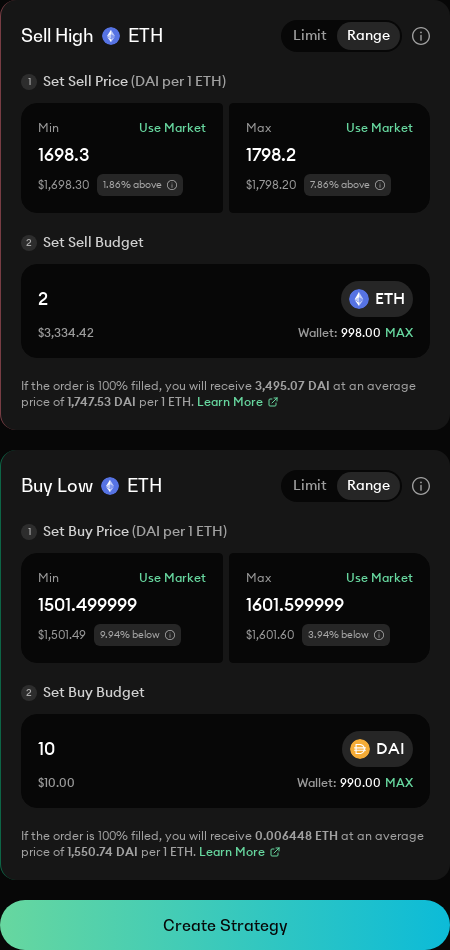 Sell High ETH Limit Range
1 Set Sell Price (DAI per 1 ETH)
Min Use Market Max Use Market
1698.3 1798.2
$1,698.30 1.86% above $1,798.20 7.86% above
2 Set Sell Budget
2 ETH
$3,334.42 Wallet: 998.00 MAX
If the order is 100% filled, you will receive 3,495.07 DAI at an average
price of 1,747.53 DAI per 1 ETH. Learn More
Buy Low ETH Limit Range
1 Set Buy Price (DAI per 1 ETH)
Min Use Market Max Use Market
1501.499999 1601.599999
$1,501.49 9.94% below $1,601.60 3.94% below
2 Set Buy Budget
10 DAI
$10.00 Wallet: 990.00 MAX
If the order is 100% filled, you will receive 0.006448 ETH at an average
price of 1,550.74 DAI per 1 ETH. Learn More
Create Strategy